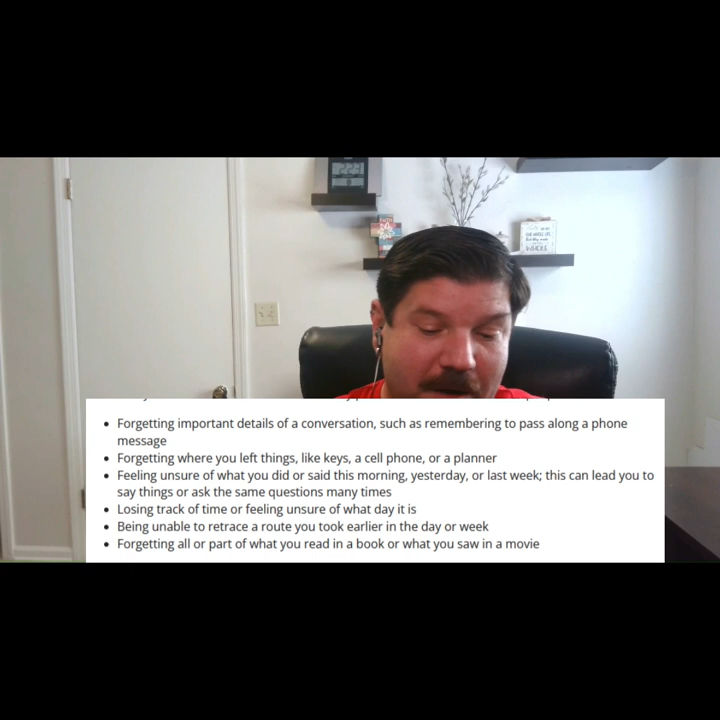 FAITH
• Forgetting important details of a conversation, such as remembering to pass along a phone
message
• Forgetting where you left things, like keys, a cell phone, or a planner
• Feeling unsure of what you did or said this morning, yesterday, or last week; this can lead you to
say things or ask the same questions many times
• Losing track of time or feeling unsure of what day it is
• Being unable to retrace a route you took earlier in the day or week
• Forgetting all or part of what you read in a book or what you saw in a movie